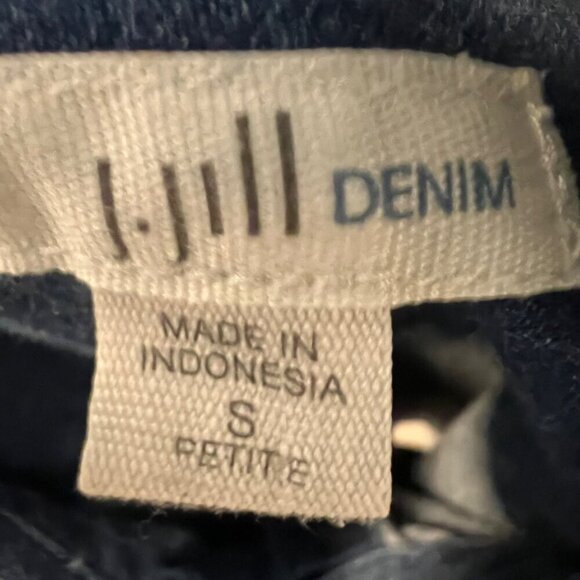 J.Jill DENIM
MADE IN
INDONESIA
S
PETITE